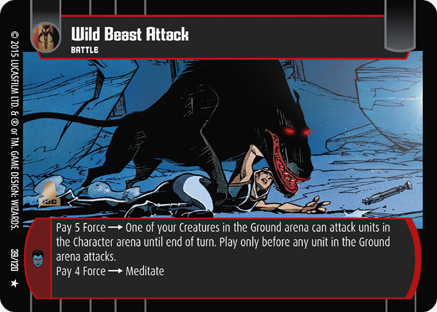 Wild Beast Attack
BATTLE
© 2015 LUCASFILM LTD. & ® or TM. GAME DESIGN: WIZARDS.
Pay 5 Force → One of your Creatures in the Ground arena can attack units in
the Character arena until end of turn. Play only before any unit in the Ground
arena attacks.
Pay 4 Force → Meditate